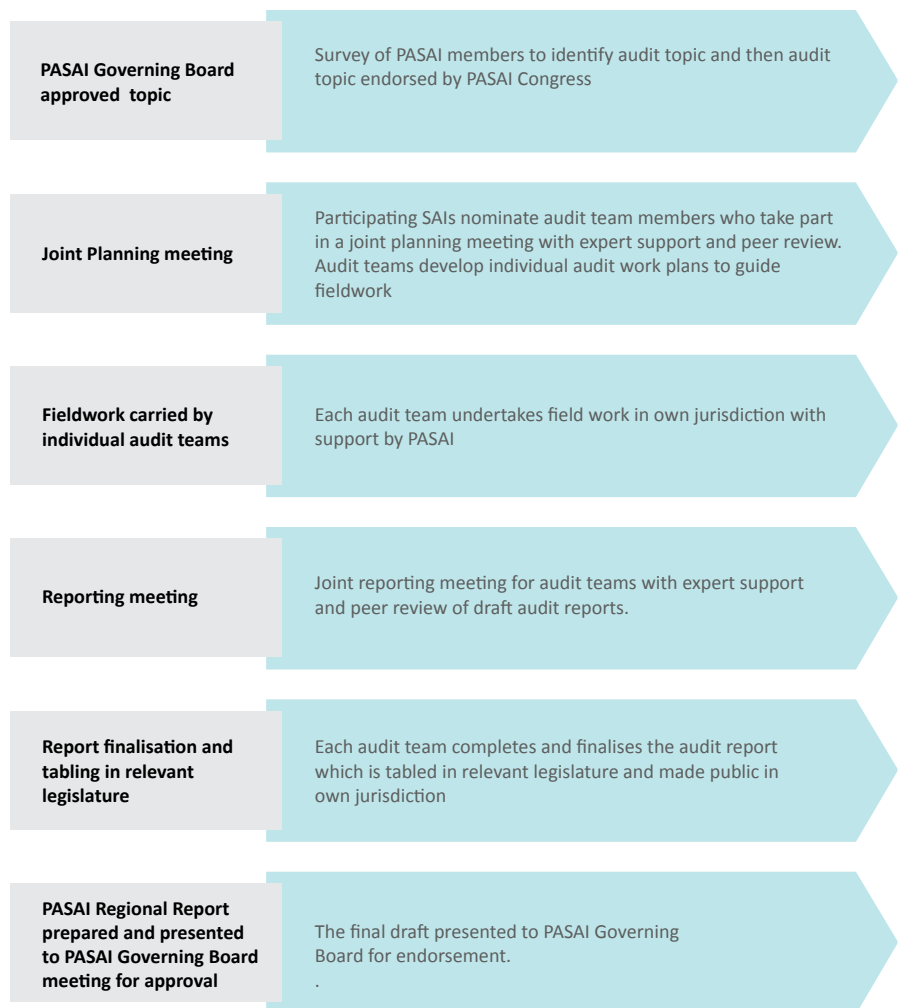 PASAI Governing Board
approved topic
Survey of PASAI members to identify audit topic and then audit
topic endorsed by PASAI Congress
Joint Planning meeting
Participating SAIs nominate audit team members who take part
in a joint planning meeting with expert support and peer review.
Audit teams develop individual audit work plans to guide
fieldwork
Fieldwork carried by
individual audit teams
Each audit team undertakes field work in own jurisdiction with
support by PASAI
Reporting meeting
Joint reporting meeting for audit teams with expert support
and peer review of draft audit reports.
Report finalisation and
tabling in relevant
legislature
Each audit team completes and finalises the audit report
which is tabled in relevant legislature and made public in
own jurisdiction
PASAI Regional Report
prepared and presented
to PASAI Governing Board
meeting for approval
The final draft presented to PASAI Governing
Board for endorsement.
.